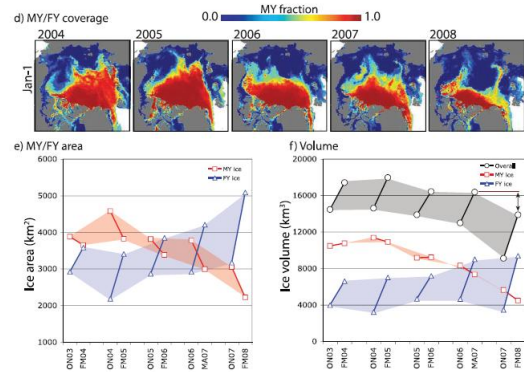 d) MY/FY coverage
MY fraction
0.0
1.0
2004
2005
2006
2007
2008
Jan-1
e) MY/FY area
Ice area (km²)
6000
5000
4000
3000
2000
1000
MY ice
FY ice
ON03
FM04
ON04
FM05
ON05
FM06
ON06
MA07
ON07
FM08
f) Volume
Ice volume (km³)
20000
16000
12000
8000
4000
0
Overall
MY ice
FY ice
ON03
FM04
ON04
FM05
ON05
FM06
ON06
MA07
ON07
FM08